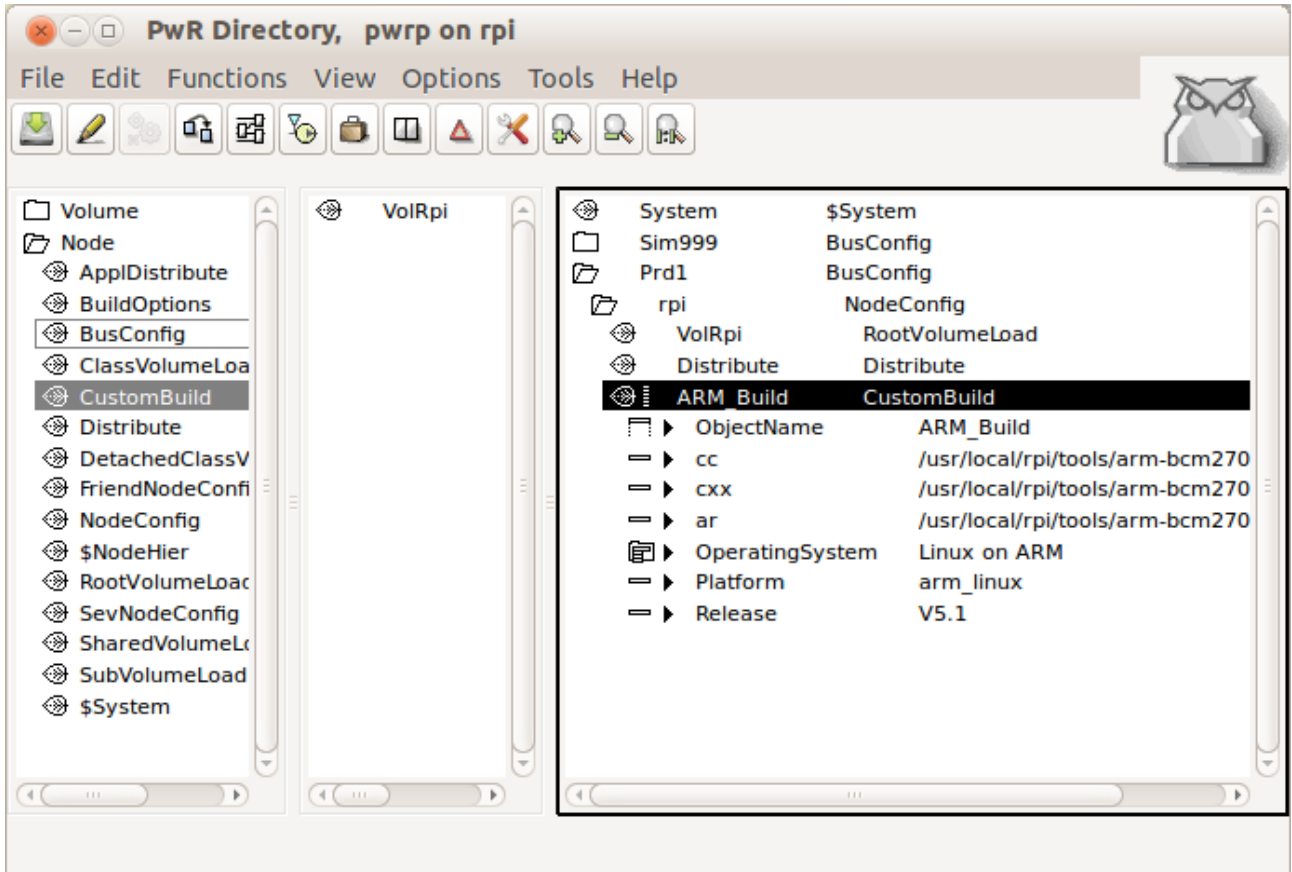 PwR Directory, pwrp on rpi
File Edit Functions View Options Tools Help
Volume
Node
ApplDistribute
BuildOptions
BusConfig
ClassVolumeLoa
CustomBuild
Distribute
DetachedClassV
FriendNodeConfi
NodeConfig
$NodeHier
RootVolumeLoad
SevNodeConfig
SharedVolumeLo
SubVolumeLoad
$System
VolRpi
System $System
Sim999 BusConfig
Prd1 BusConfig
rpi NodeConfig
VolRpi RootVolumeLoad
Distribute Distribute
ARM_Build CustomBuild
ObjectName ARM_Build
cc /usr/local/rpi/tools/arm-bcm270
cxx /usr/local/rpi/tools/arm-bcm270
ar /usr/local/rpi/tools/arm-bcm270
OperatingSystem Linux on ARM
Platform arm_linux
Release V5.1